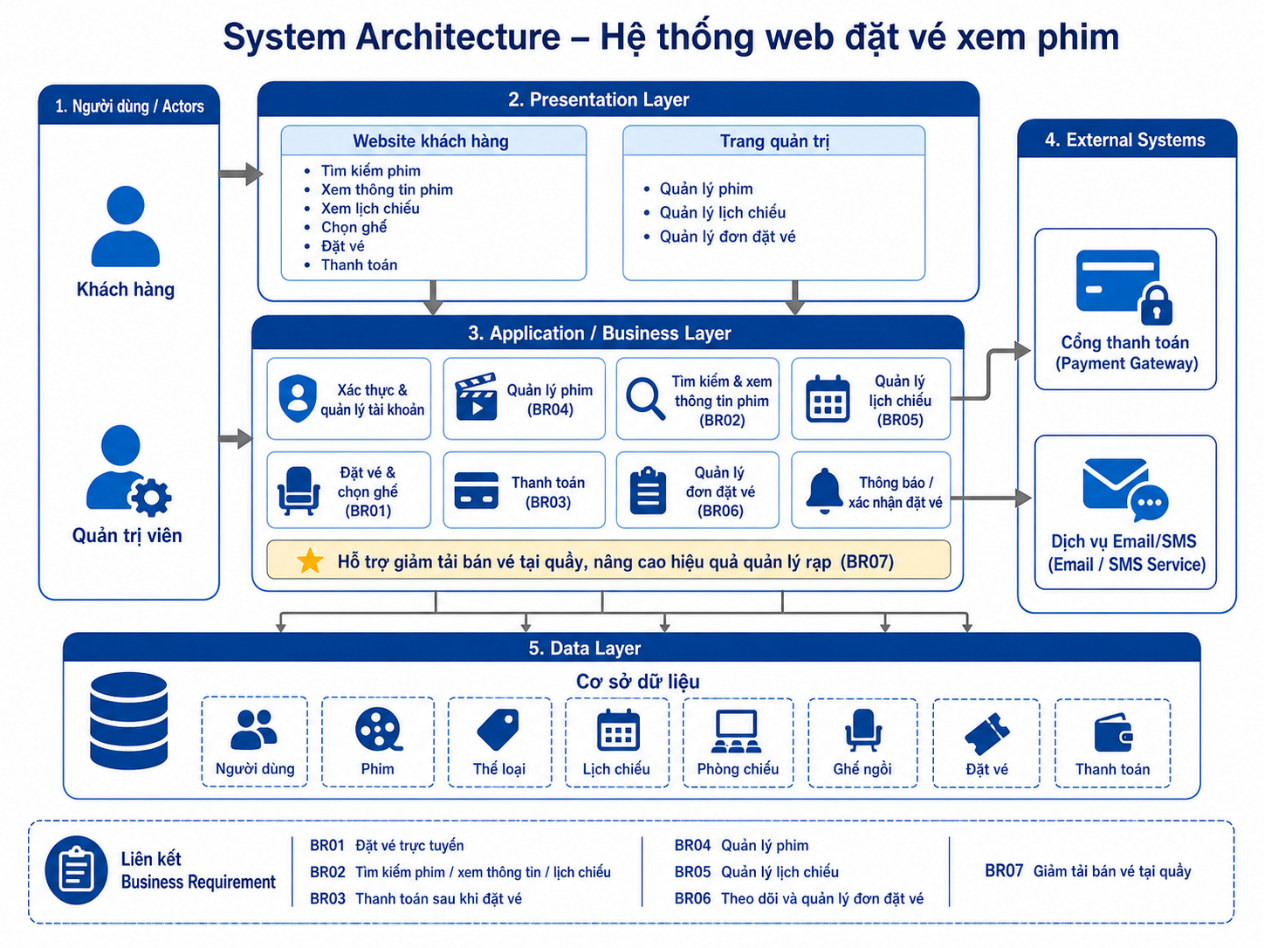 System Architecture – Hệ thống web đặt vé xem phim
1. Người dùng / Actors
Khách hàng
Quản trị viên
2. Presentation Layer
Website khách hàng
• Tìm kiếm phim
• Xem thông tin phim
• Xem lịch chiếu
• Chọn ghế
• Đặt vé
• Thanh toán
Trang quản trị
• Quản lý phim
• Quản lý lịch chiếu
• Quản lý đơn đặt vé
3. Application / Business Layer
Xác thực &
quản lý tài khoản
Quản lý phim
(BR04)
Tìm kiếm & xem
thông tin phim
(BR02)
Quản lý
lịch chiếu
(BR05)
Đặt vé &
chọn ghế
(BR01)
Thanh toán
(BR03)
Quản lý
đơn đặt vé
(BR06)
Thông báo /
xác nhận đặt vé
Hỗ trợ giảm tải bán vé tại quầy, nâng cao hiệu quả quản lý rạp (BR07)
4. External Systems
Cổng thanh toán
(Payment Gateway)
Dịch vụ Email/SMS
(Email / SMS Service)
5. Data Layer
Cơ sở dữ liệu
Người dùng
Phim
Thể loại
Lịch chiếu
Phòng chiếu
Ghế ngồi
Đặt vé
Thanh toán
Liên kết
Business Requirement
BR01 Đặt vé trực tuyến
BR02 Tìm kiếm phim / xem thông tin / lịch chiếu
BR03 Thanh toán sau khi đặt vé
BR04 Quản lý phim
BR05 Quản lý lịch chiếu
BR06 Theo dõi và quản lý đơn đặt vé
BR07 Giảm tải bán vé tại quầy